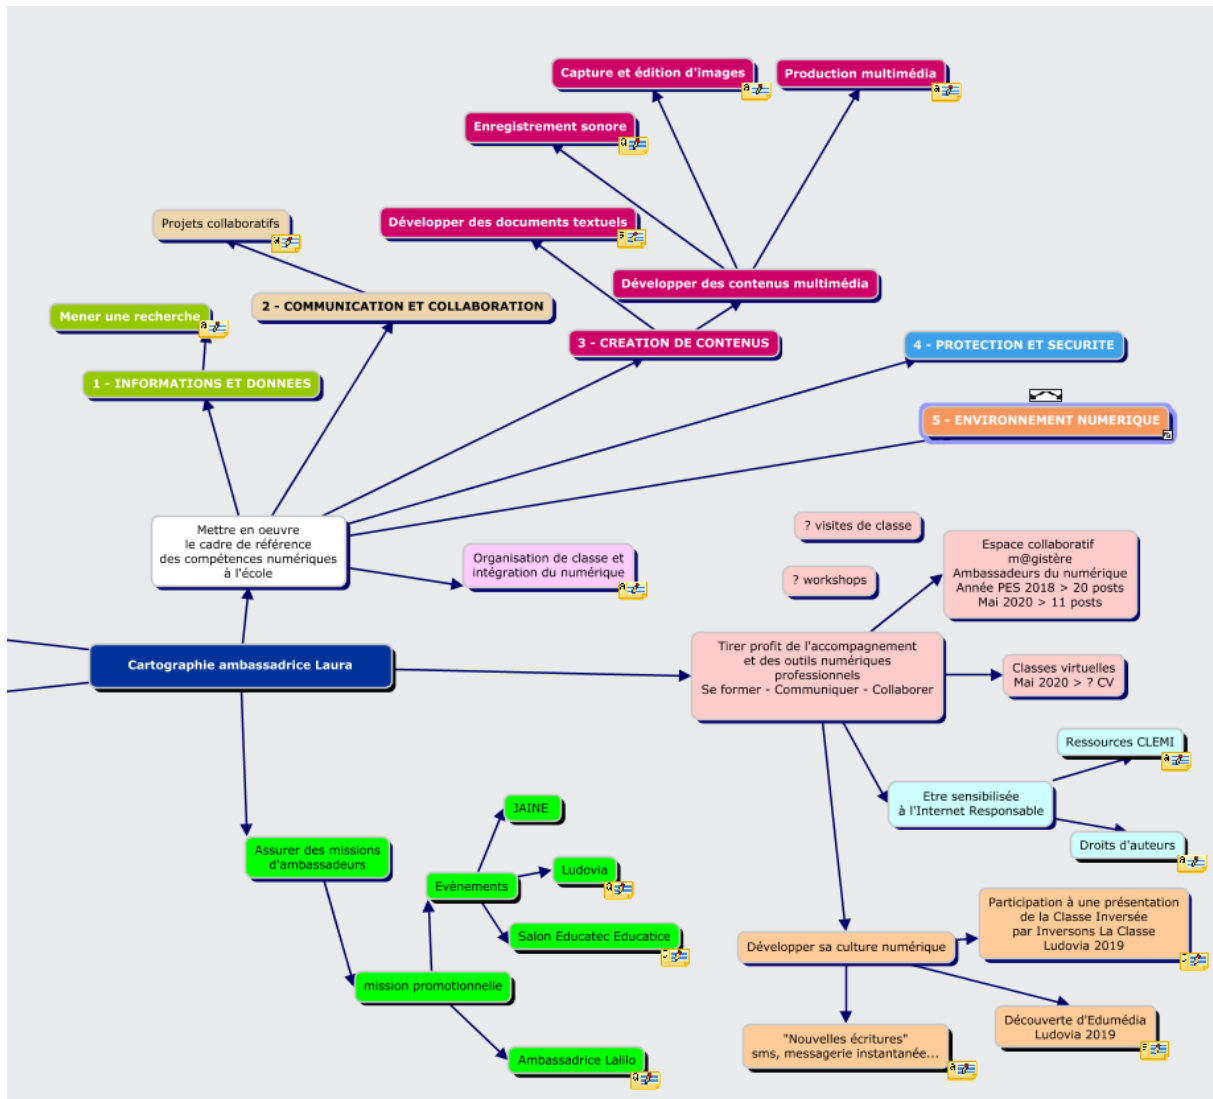 Capture et édition d'images
Production multimédia
Enregistrement sonore
Projets collaboratifs
Développer des documents textuels
Développer des contenus multimédia
2 - COMMUNICATION ET COLLABORATION
Mener une recherche
3 - CREATION DE CONTENUS
4 - PROTECTION ET SECURITE
1 - INFORMATIONS ET DONNEES
5 - ENVIRONNEMENT NUMERIQUE
Mettre en oeuvre
le cadre de référence
des compétences numériques
à l'école
Organisation de classe et
intégration du numérique
? visites de classe
? workshops
Espace collaboratif
m@gistère
Ambassadeurs du numérique
Année PES 2018 > 20 posts
Mai 2020 > 11 posts
Cartographie ambassadrice Laura
Tirer profit de l'accompagnement
et des outils numériques
professionnels
Se former - Communiquer - Collaborer
Classes virtuelles
Mai 2020 > ? CV
Ressources CLEMI
Etre sensibilisée
à l'Internet Responsable
Droits d'auteurs
Assurer des missions
d'ambassadeurs
JAINE
Evènements
Ludovia
Salon Educatec Educatice
mission promotionnelle
Ambassadrice Lalilo
Développer sa culture numérique
Participation à une présentation
de la Classe Inversée
par Inversons La Classe
Ludovia 2019
Découverte d'Edumédia
Ludovia 2019
"Nouvelles écritures"
sms, messagerie instantanée...